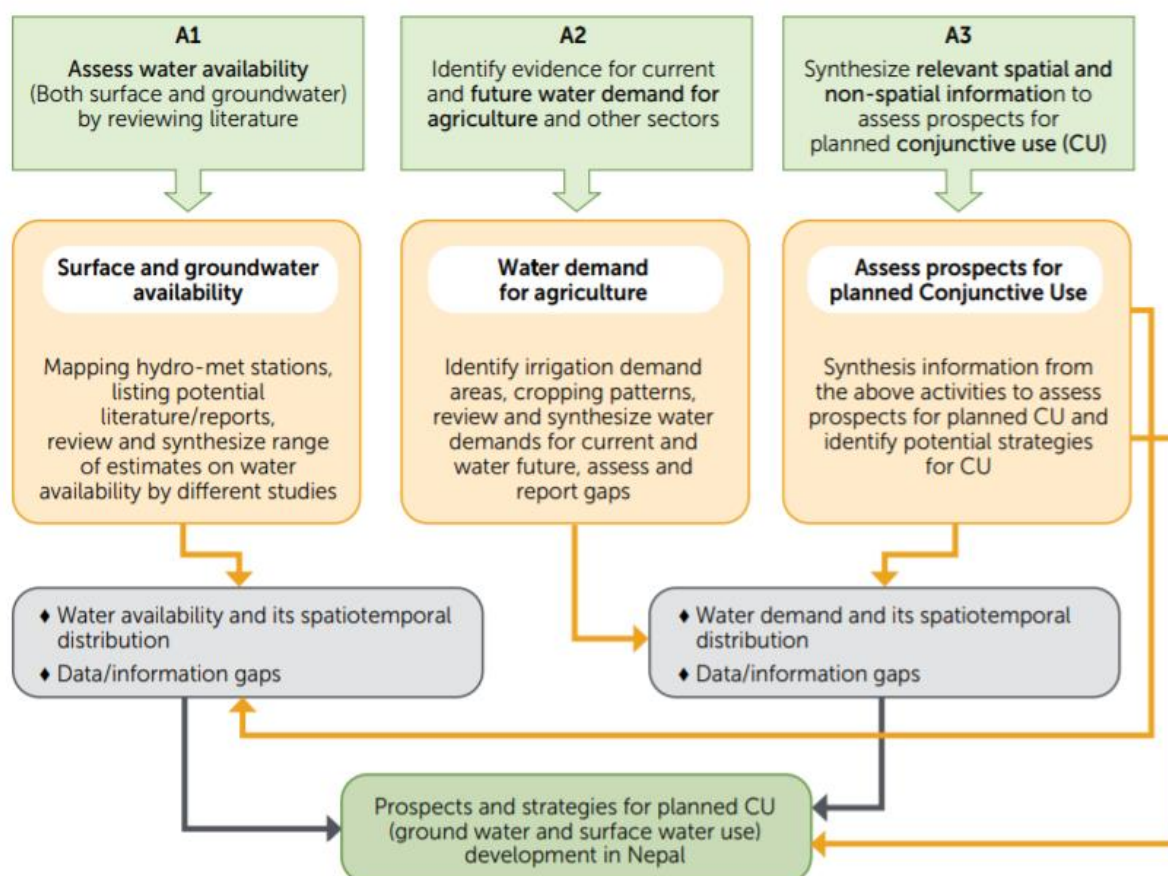 A1
Assess water availability
(Both surface and groundwater)
by reviewing literature
A2
Identify evidence for current
and future water demand for
agriculture and other sectors
A3
Synthesize relevant spatial and
non-spatial information to
assess prospects for
planned conjunctive use (CU)
Surface and groundwater
availability
Mapping hydro-met stations,
listing potential
literature/reports,
review and synthesize range
of estimates on water
availability by different studies
Water demand
for agriculture
Identify irrigation demand
areas, cropping patterns,
review and synthesize water
demands for current and
water future, assess and
report gaps
Assess prospects for
planned Conjunctive Use
Synthesis information from
the above activities to assess
prospects for planned CU and
identify potential strategies
for CU
♦ Water availability and its spatiotemporal
distribution
♦ Data/information gaps
♦ Water demand and its spatiotemporal
distribution
♦ Data/information gaps
Prospects and strategies for planned CU
(ground water and surface water use)
development in Nepal